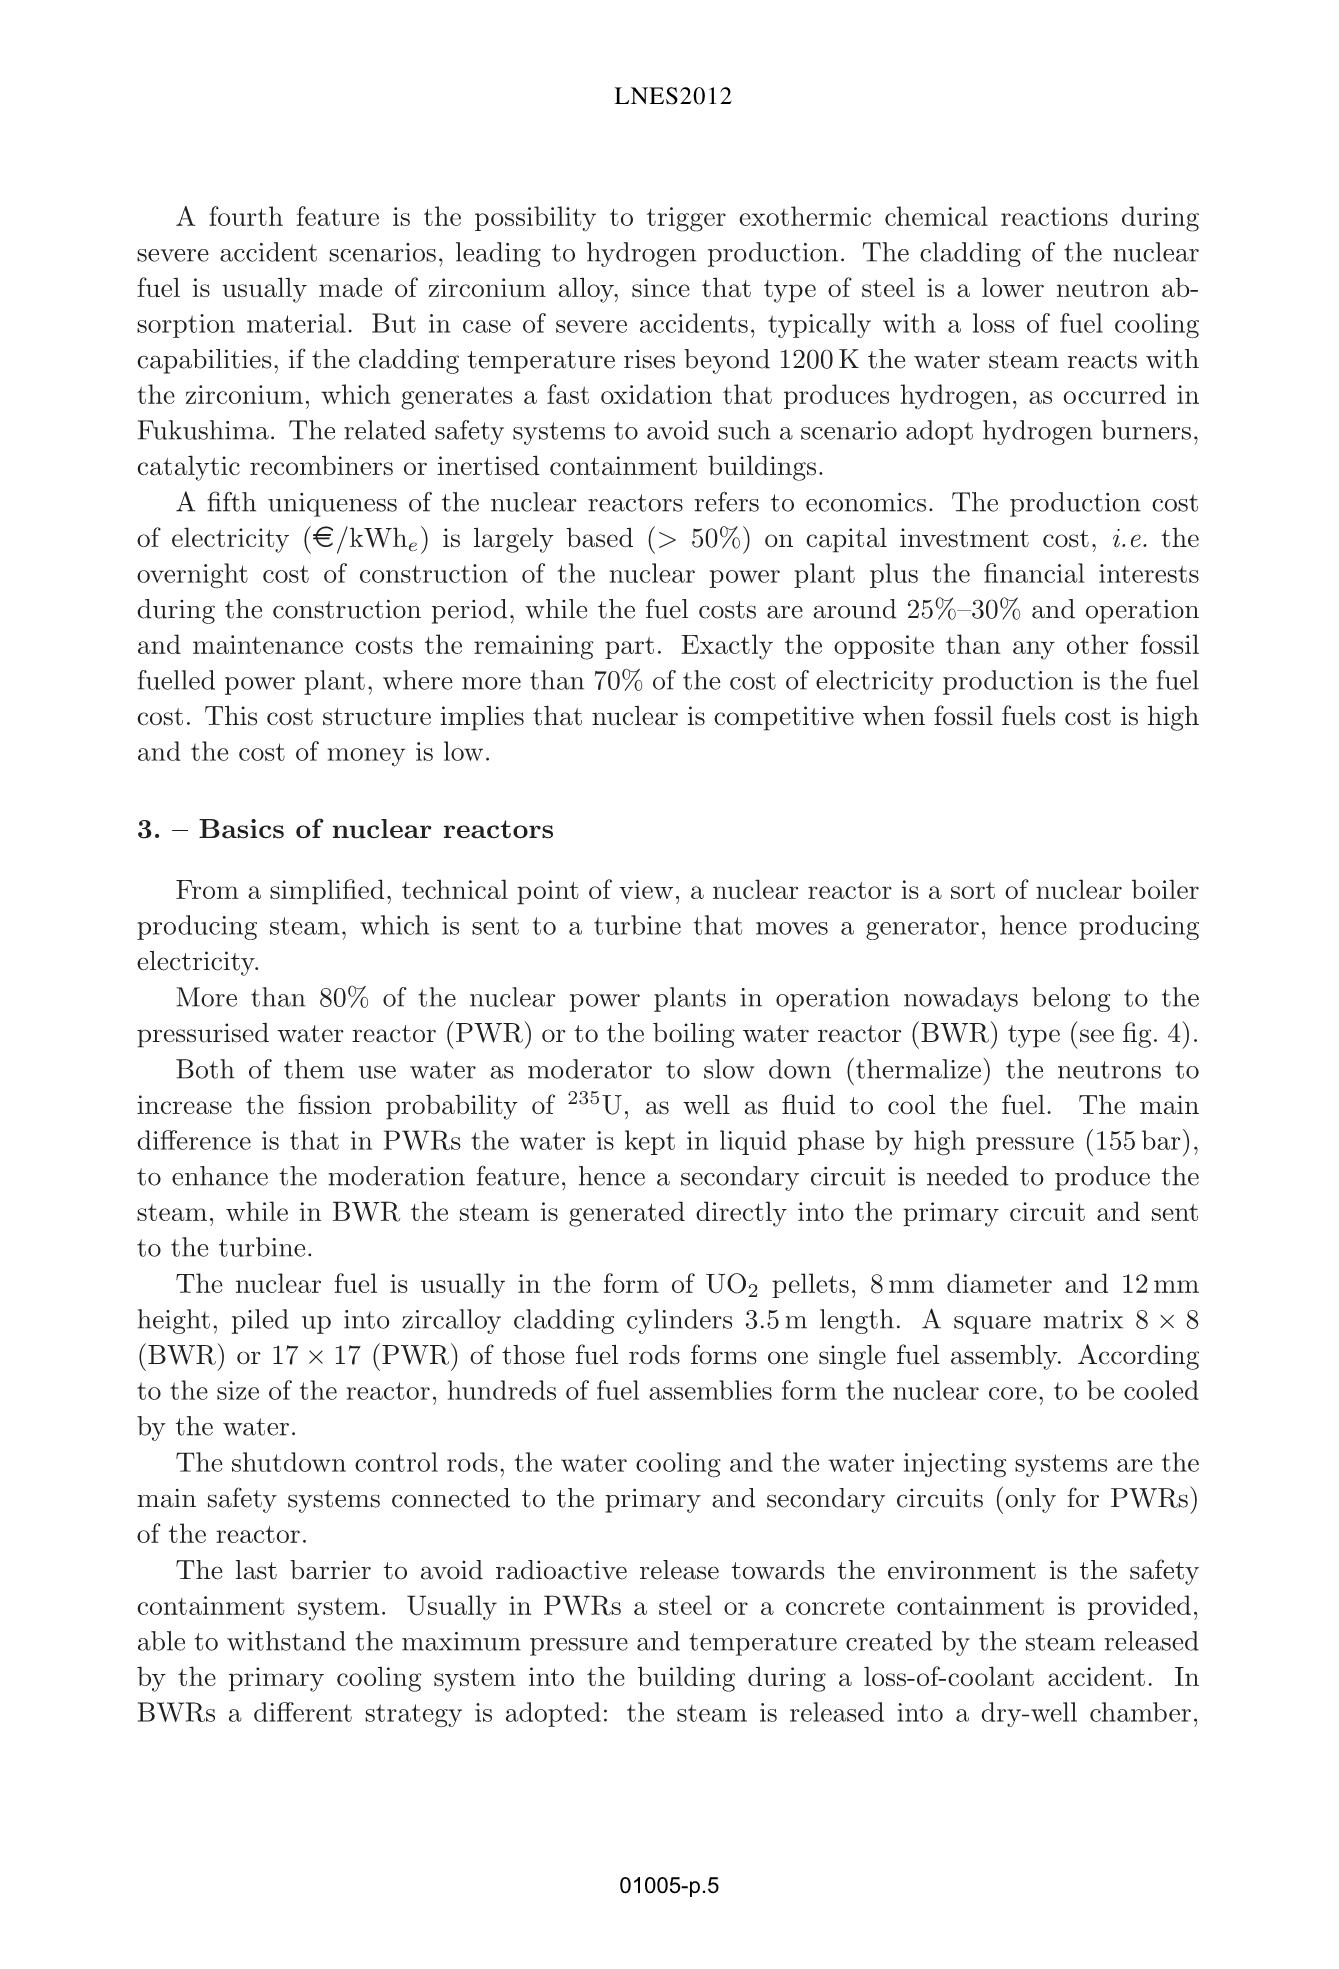 LNES2012
A fourth feature is the possibility to trigger exothermic chemical reactions during
severe accident scenarios, leading to hydrogen production. The cladding of the nuclear
fuel is usually made of zirconium alloy, since that type of steel is a lower neutron ab-
sorption material. But in case of severe accidents, typically with a loss of fuel cooling
capabilities, if the cladding temperature rises beyond 1200 K the water steam reacts with
the zirconium, which generates a fast oxidation that produces hydrogen, as occurred in
Fukushima. The related safety systems to avoid such a scenario adopt hydrogen burners,
catalytic recombiners or inertised containment buildings.
A fifth uniqueness of the nuclear reactors refers to economics. The production cost
of electricity (€/kWhₑ) is largely based (> 50%) on capital investment cost, i.e. the
overnight cost of construction of the nuclear power plant plus the financial interests
during the construction period, while the fuel costs are around 25%–30% and operation
and maintenance costs the remaining part. Exactly the opposite than any other fossil
fuelled power plant, where more than 70% of the cost of electricity production is the fuel
cost. This cost structure implies that nuclear is competitive when fossil fuels cost is high
and the cost of money is low.
3. – Basics of nuclear reactors
From a simplified, technical point of view, a nuclear reactor is a sort of nuclear boiler
producing steam, which is sent to a turbine that moves a generator, hence producing
electricity.
More than 80% of the nuclear power plants in operation nowadays belong to the
pressurised water reactor (PWR) or to the boiling water reactor (BWR) type (see fig. 4).
Both of them use water as moderator to slow down (thermalize) the neutrons to
increase the fission probability of ²³⁵U, as well as fluid to cool the fuel. The main
difference is that in PWRs the water is kept in liquid phase by high pressure (155 bar),
to enhance the moderation feature, hence a secondary circuit is needed to produce the
steam, while in BWR the steam is generated directly into the primary circuit and sent
to the turbine.
The nuclear fuel is usually in the form of UO₂ pellets, 8 mm diameter and 12 mm
height, piled up into zircalloy cladding cylinders 3.5 m length. A square matrix 8 × 8
(BWR) or 17 × 17 (PWR) of those fuel rods forms one single fuel assembly. According
to the size of the reactor, hundreds of fuel assemblies form the nuclear core, to be cooled
by the water.
The shutdown control rods, the water cooling and the water injecting systems are the
main safety systems connected to the primary and secondary circuits (only for PWRs)
of the reactor.
The last barrier to avoid radioactive release towards the environment is the safety
containment system. Usually in PWRs a steel or a concrete containment is provided,
able to withstand the maximum pressure and temperature created by the steam released
by the primary cooling system into the building during a loss-of-coolant accident. In
BWRs a different strategy is adopted: the steam is released into a dry-well chamber,
01005-p.5